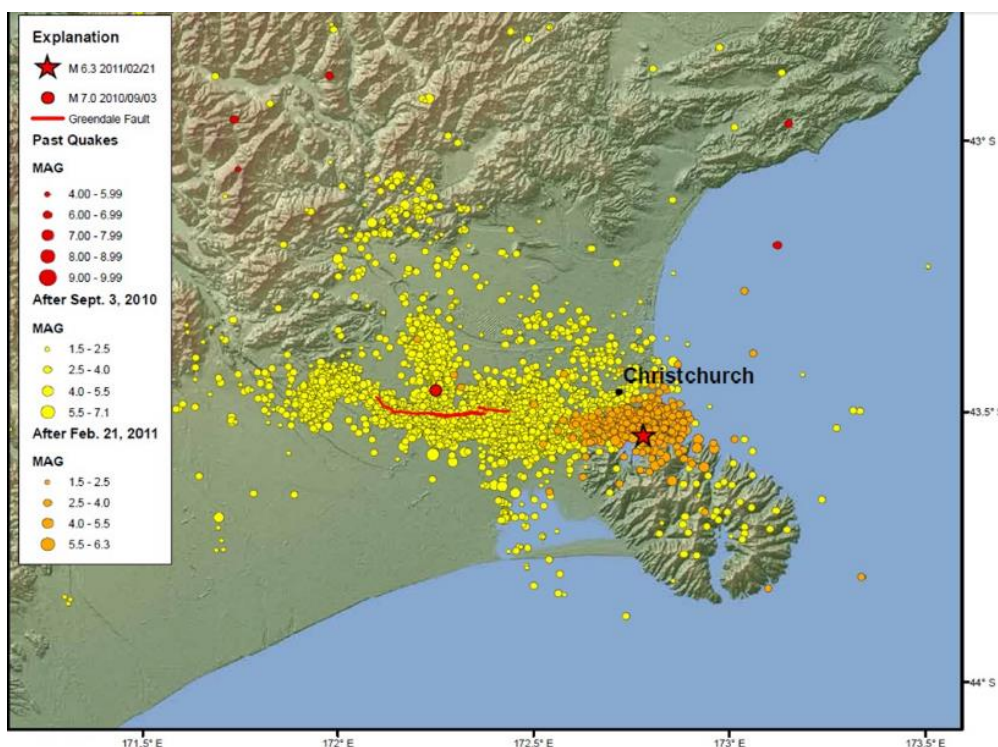 Explanation
M 6.3 2011/02/21
M 7.0 2010/09/03
Greendale Fault
Past Quakes
MAG
4.00 - 5.99
6.00 - 6.99
7.00 - 7.99
8.00 - 8.99
9.00 - 9.99
After Sept. 3, 2010
MAG
1.5 - 2.5
2.5 - 4.0
4.0 - 5.5
5.5 - 7.1
After Feb. 21, 2011
MAG
1.5 - 2.5
2.5 - 4.0
4.0 - 5.5
5.5 - 6.3
Christchurch
43° S
43.5° S
44° S
171.5° E
172° E
172.5° E
173° E
173.5° E